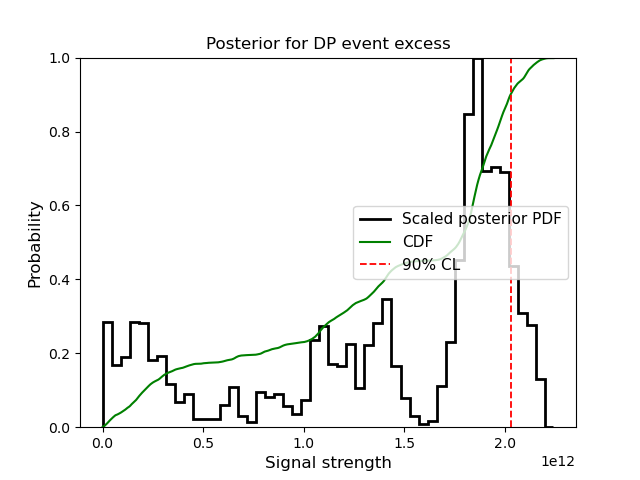 Posterior for DP event excess
Probability
1.0
0.8
0.6
0.4
0.2
0.0
Scaled posterior PDF
CDF
90% CL
0.0 0.5 1.0 1.5 2.0
1e12
Signal strength